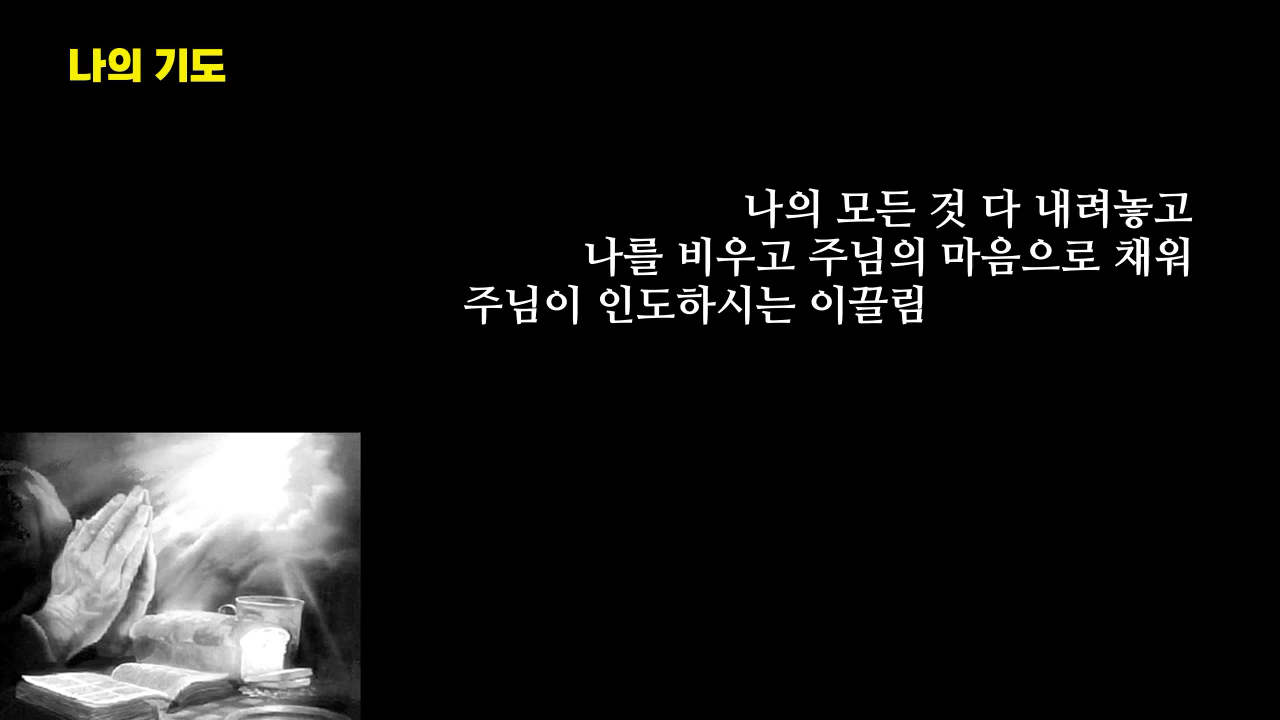 나의 기도
나의 모든 것 다 내려놓고
나를 비우고 주님의 마음으로 채워
주님이 인도하시는 이끌림